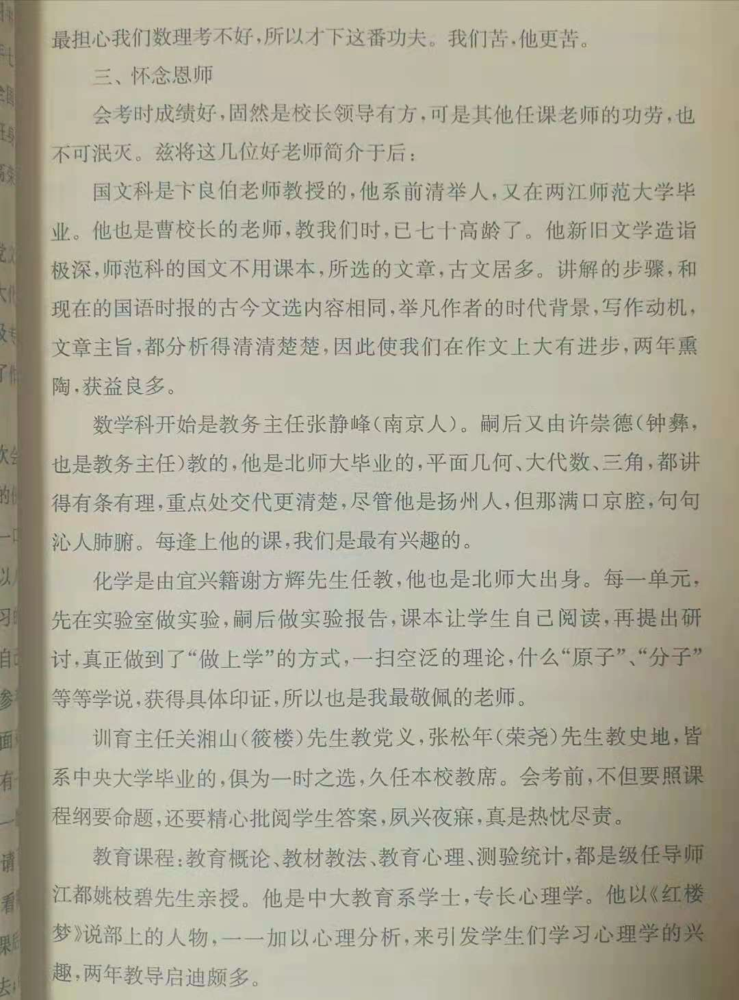 最担心我们数理考不好,所以才下这番功夫。我们苦,他更苦。
三、怀念恩师
会考时成绩好,固然是校长领导有方,可是其他任课老师的功劳,也
不可泯灭。兹将这几位好老师简介于后:
国文科是卞良伯老师教授的,他系前清举人,又在两江师范大学毕
业。他也是曹校长的老师,教我们时,已七十高龄了。他新旧文学造诣
极深,师范科的国文不用课本,所选的文章,古文居多。讲解的步骤,和
现在的国语时报的古今文选内容相同,举凡作者的时代背景,写作动机,
文章主旨,都分析得清清楚楚,因此使我们在作文上大有进步,两年熏
陶,获益良多。
数学科开始是教务主任张静峰(南京人)。嗣后又由许崇德(钟彝,
也是教务主任)教的,他是北师大毕业的,平面几何、大代数、三角,都讲
得有条有理,重点处交代更清楚,尽管他是扬州人,但那满口京腔,句句
沁人肺腑。每逢上他的课,我们是最有兴趣的。
化学是由宜兴籍谢方辉先生任教,他也是北师大出身。每一单元,
先在实验室做实验,嗣后做实验报告,课本让学生自己阅读,再提出研
讨,真正做到了“做上学”的方式,一扫空泛的理论,什么“原子”、“分子”
等等学说,获得具体印证,所以也是我最敬佩的老师。
训育主任关湘山(筱楼)先生教党义,张松年(荣尧)先生教史地,皆
系中央大学毕业的,俱为一时之选,久任本校教席。会考前,不但要照课
程纲要命题,还要精心批阅学生答案,夙兴夜寐,真是热忱尽责。
教育课程:教育概论、教材教法、教育心理、测验统计,都是级任导师
江都姚枝碧先生亲授。他是中大教育系学士,专长心理学。他以《红楼
梦》说部上的人物,一一加以心理分析,来引发学生们学习心理学的兴
趣,两年教导启迪颇多。